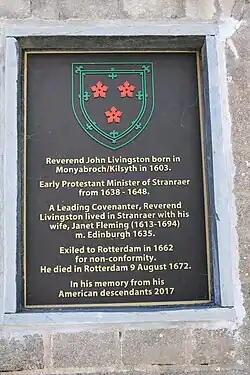 Reverend John Livingston born in
Monyabroch/Kilsyth in 1603.
Early Protestant Minister of Stranraer
from 1638 - 1648.
A Leading Covenanter, Reverend
Livingston lived in Stranraer with his
wife, Janet Fleming (1613-1694)
m. Edinburgh 1635.
Exiled to Rotterdam in 1662
for non-conformity.
He died in Rotterdam 9 August 1672.
In his memory from his
American descendants 2017